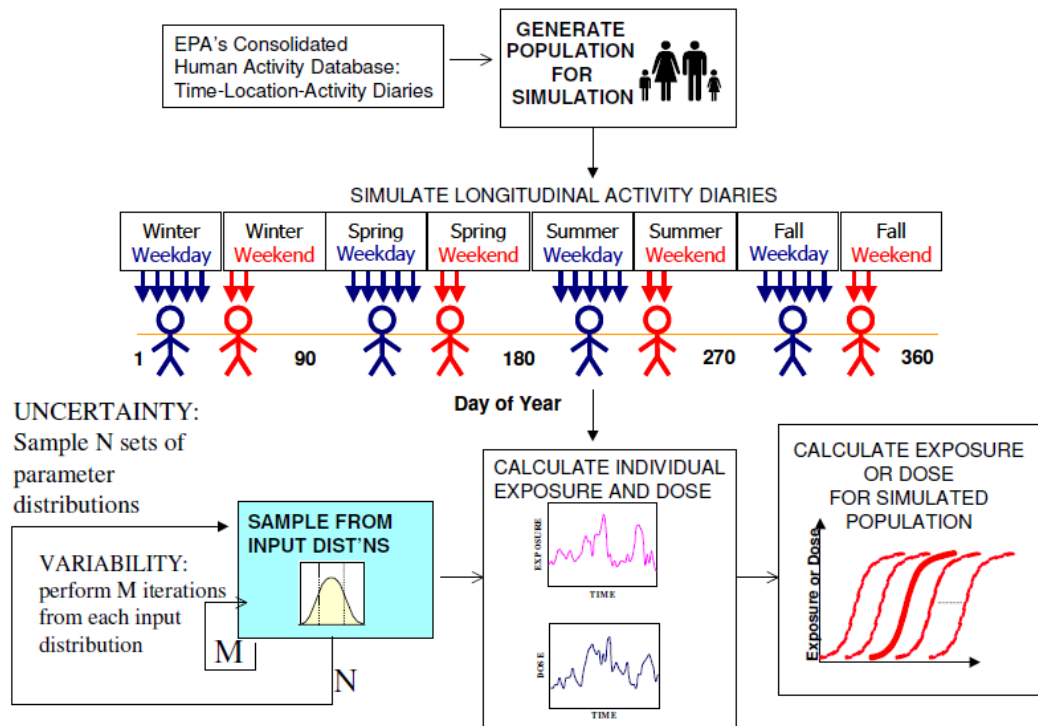 EPA's Consolidated
Human Activity Database:
Time-Location-Activity Diaries
GENERATE
POPULATION
FOR
SIMULATION
SIMULATE LONGITUDINAL ACTIVITY DIARIES
Winter
Weekday
Winter
Weekend
Spring
Weekday
Spring
Weekend
Summer
Weekday
Summer
Weekend
Fall
Weekday
Fall
Weekend
1 90 180 270 360
Day of Year
UNCERTAINTY:
Sample N sets of
parameter
distributions
VARIABILITY:
perform M iterations
from each input
distribution
M
N
SAMPLE FROM
INPUT DIST'NS
CALCULATE INDIVIDUAL
EXPOSURE AND DOSE
EXPOSURE
TIME
DOSE
TIME
CALCULATE EXPOSURE
OR DOSE
FOR SIMULATED
POPULATION
Exposure or Dose